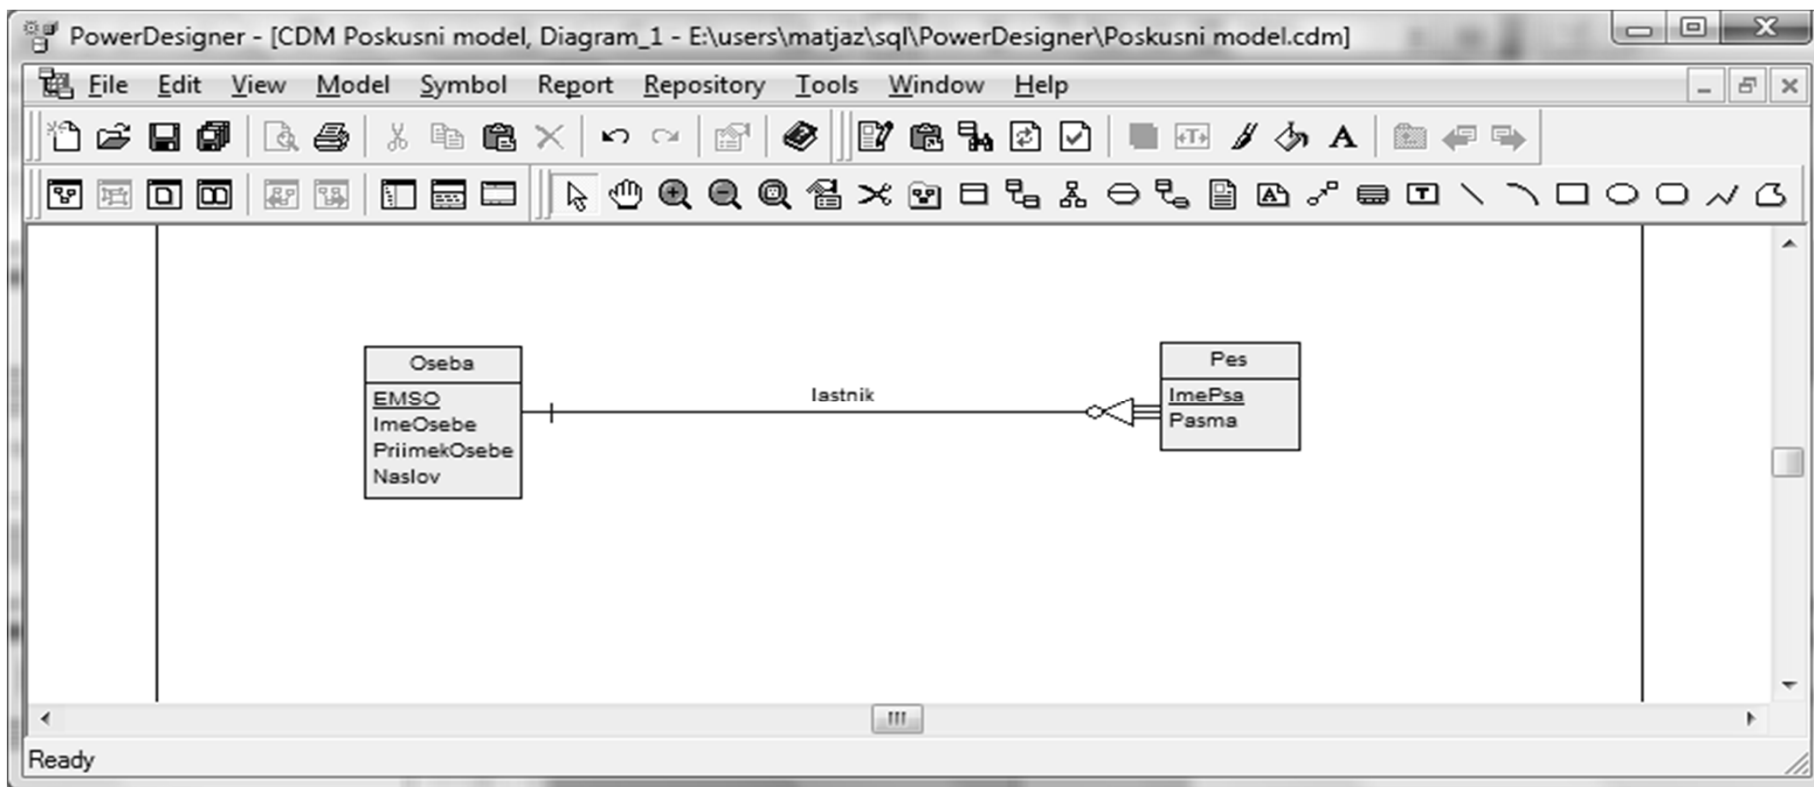 PowerDesigner - [CDM Poskusni model, Diagram_1 - E:\users\matjaz\sql\PowerDesigner\Poskusni model.cdm]
File Edit View Model Symbol Report Repository Tools Window Help
Oseba
EMSO
ImeOsebe
PriimekOsebe
Naslov
lastnik
Pes
ImePsa
Pasma
Ready